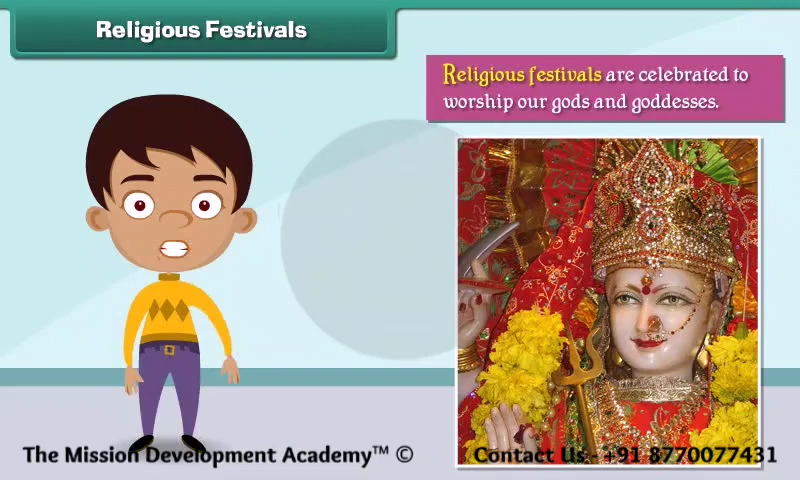 Religious Festivals
Religious festivals are celebrated to
worship our gods and goddesses.
The Mission Development Academy™ ©
Contact Us - +91 8770077431